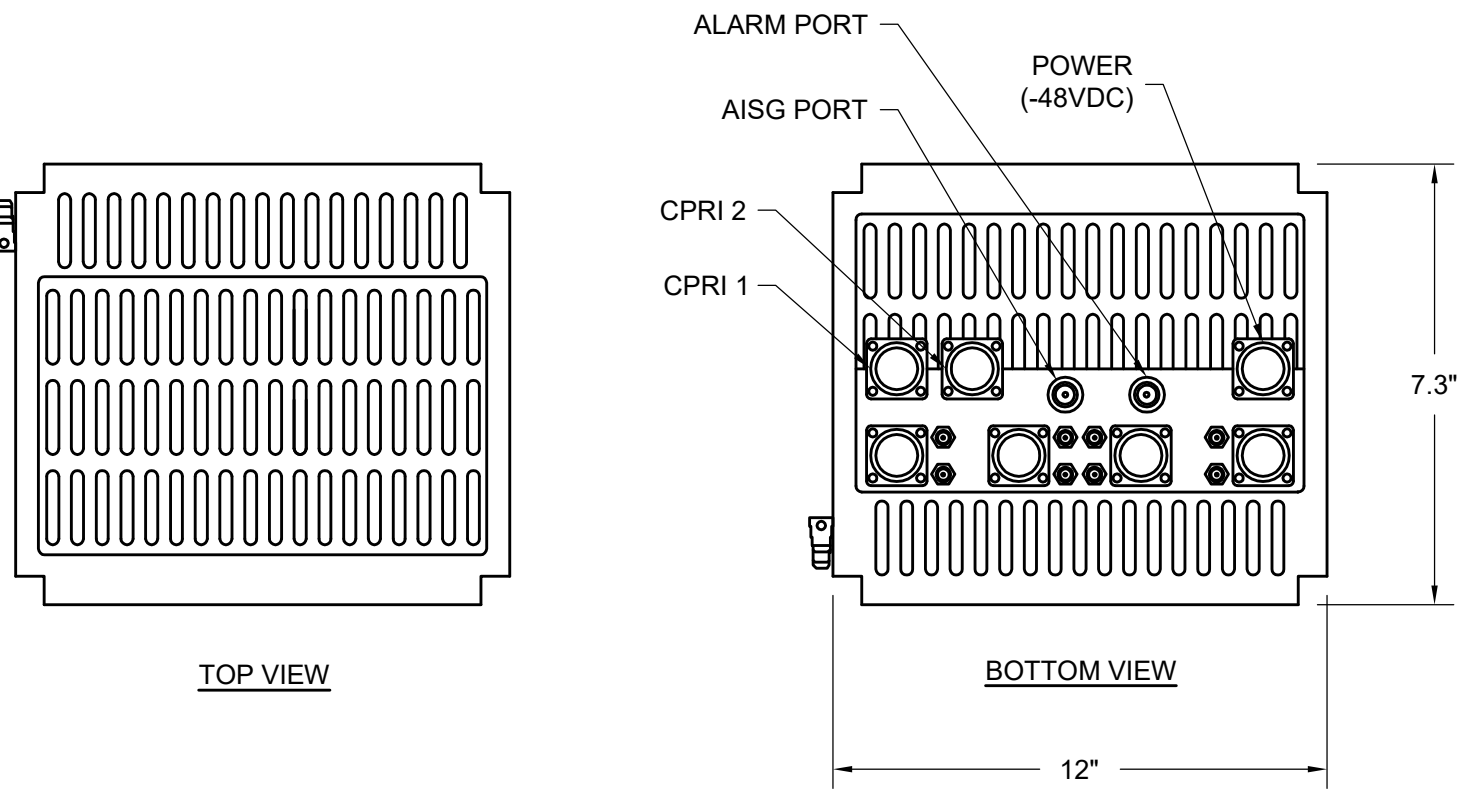 ALARM PORT
POWER
(-48VDC)
AISG PORT
CPRI 2
CPRI 1
7.3"
TOP VIEW
BOTTOM VIEW
12"